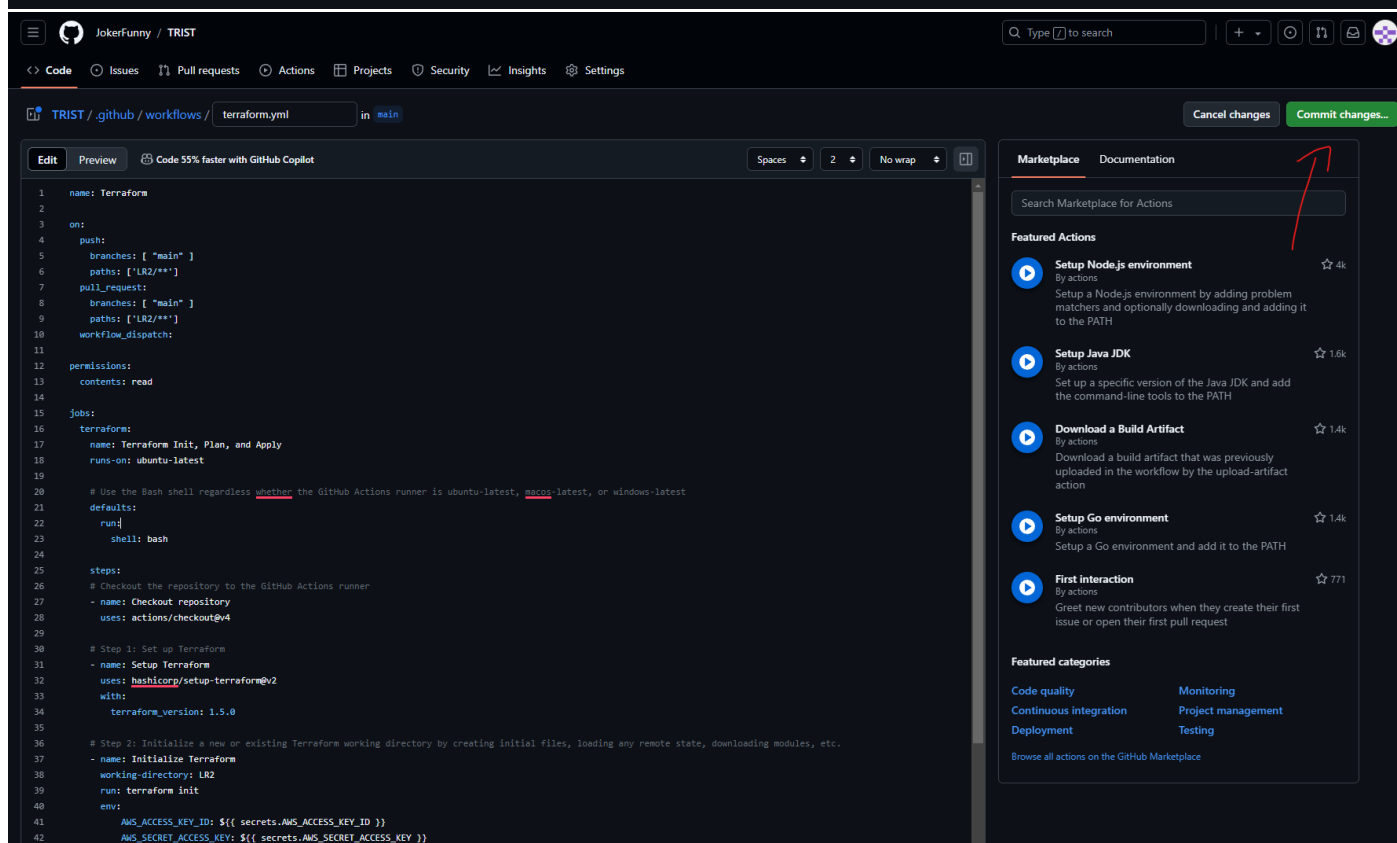 JokerFunny / TRIST
Type / to search
Code Issues Pull requests Actions Projects Security Insights Settings
TRIST / .github / workflows / terraform.yml in main
Cancel changes Commit changes...
Edit Preview Code 55% faster with GitHub Copilot
Spaces 2 No wrap
1 name: Terraform
2
3 on:
4 push:
5 branches: [ "main" ]
6 paths: ['LR2/**']
7 pull_request:
8 branches: [ "main" ]
9 paths: ['LR2/**']
10 workflow_dispatch:
11
12 permissions:
13 contents: read
14
15 jobs:
16 terraform:
17 name: Terraform Init, Plan, and Apply
18 runs-on: ubuntu-latest
19
20 # Use the Bash shell regardless whether the GitHub Actions runner is ubuntu-latest, macos-latest, or windows-latest
21 defaults:
22 run:
23 shell: bash
24
25 steps:
26 # Checkout the repository to the GitHub Actions runner
27 - name: Checkout repository
28 uses: actions/checkout@v4
29
30 # Step 1: Set up Terraform
31 - name: Setup Terraform
32 uses: hashicorp/setup-terraform@v2
33 with:
34 terraform_version: 1.5.0
35
36 # Step 2: Initialize a new or existing Terraform working directory by creating initial files, loading any remote state, downloading modules, etc.
37 - name: Initialize Terraform
38 working-directory: LR2
39 run: terraform init
40 env:
41 AWS_ACCESS_KEY_ID: ${{ secrets.AWS_ACCESS_KEY_ID }}
42 AWS_SECRET_ACCESS_KEY: ${{ secrets.AWS_SECRET_ACCESS_KEY }}
Marketplace Documentation
Search Marketplace for Actions
Featured Actions
Setup Node.js environment 4k
By actions
Setup a Node.js environment by adding problem
matchers and optionally downloading and adding it
to the PATH
Setup Java JDK 1.6k
By actions
Set up a specific version of the Java JDK and add
the command-line tools to the PATH
Download a Build Artifact 1.4k
By actions
Download a build artifact that was previously
uploaded in the workflow by the upload-artifact
action
Setup Go environment 1.4k
By actions
Setup a Go environment and add it to the PATH
First interaction 771
By actions
Greet new contributors when they create their first
issue or open their first pull request
Featured categories
Code quality Monitoring
Continuous integration Project management
Deployment Testing
Browse all actions on the GitHub Marketplace